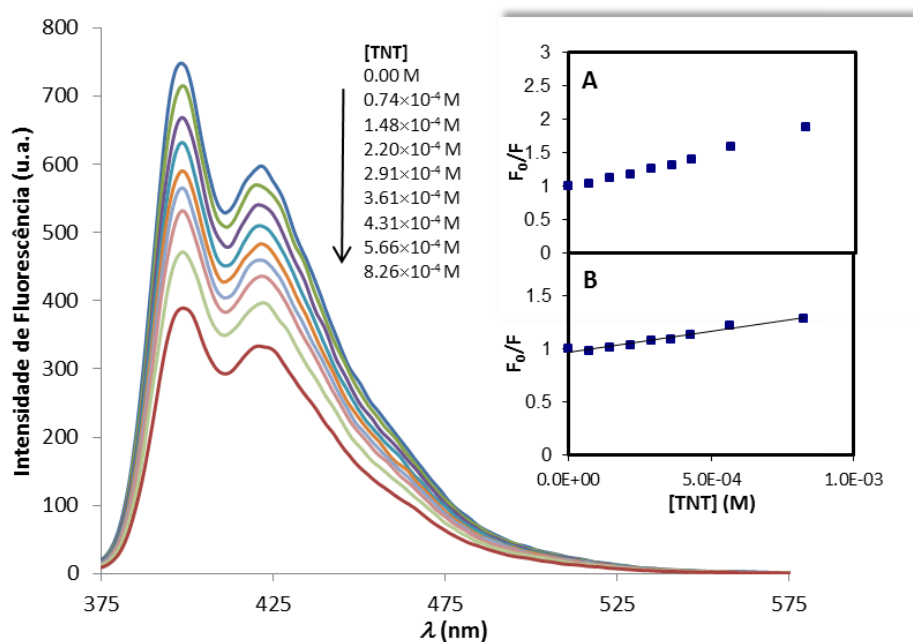 Intensidade de Fluorescência (u.a.)
800
700
600
500
400
300
200
100
0
375
425
475
525
575
λ (nm)
[TNT]
0.00 M
0.74×10⁻⁴ M
1.48×10⁻⁴ M
2.20×10⁻⁴ M
2.91×10⁻⁴ M
3.61×10⁻⁴ M
4.31×10⁻⁴ M
5.66×10⁻⁴ M
8.26×10⁻⁴ M
A
F₀/F
3
2
2
1.5
1
0.5
0
B
F₀/F
1.5
1
0.5
0
0.0E+00
5.0E-04
1.0E-03
[TNT] (M)